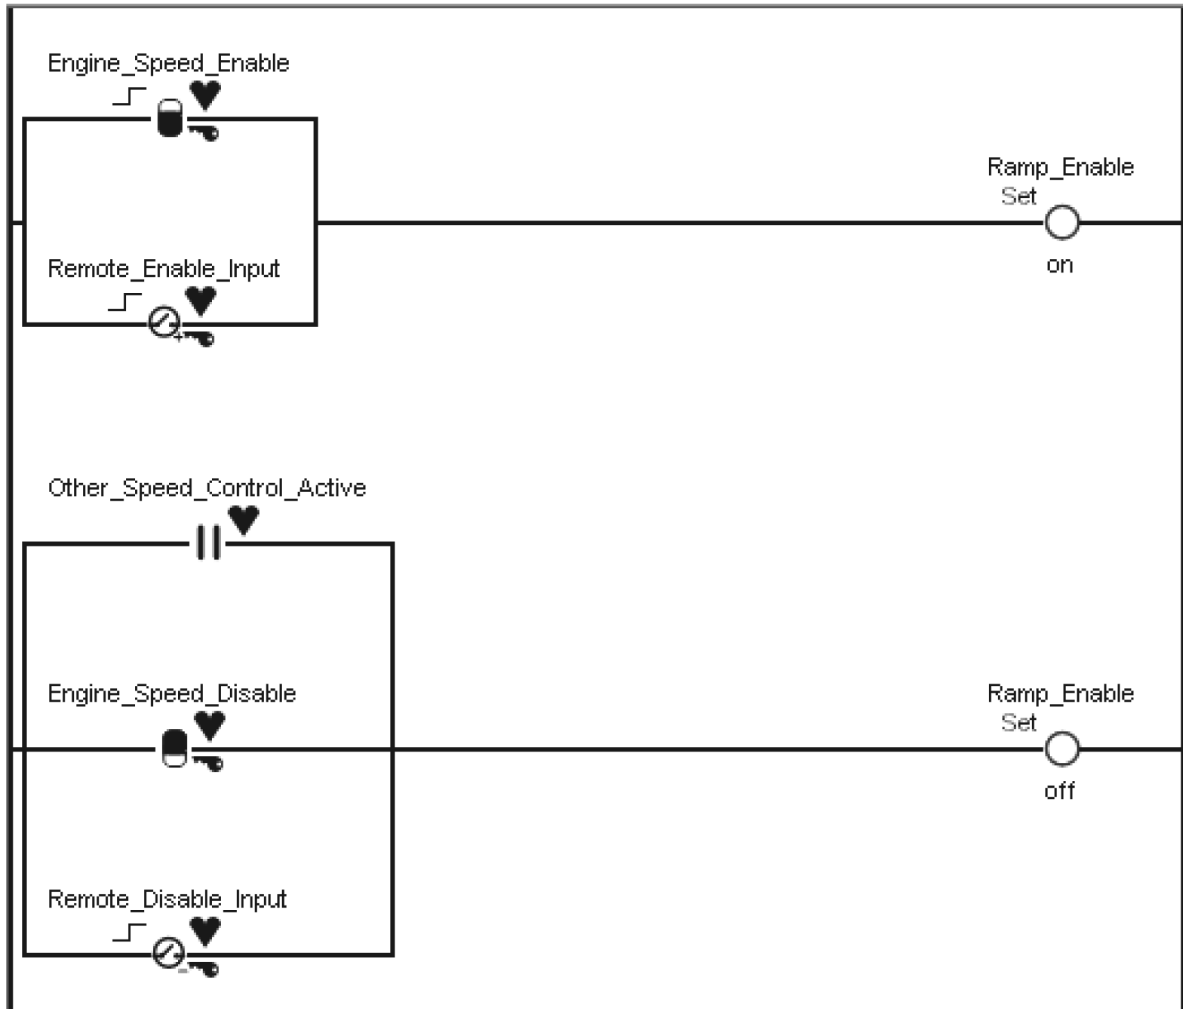 Engine_Speed_Enable
Ramp_Enable
Set
on
Remote_Enable_Input
Other_Speed_Control_Active
Engine_Speed_Disable
Ramp_Enable
Set
off
Remote_Disable_Input